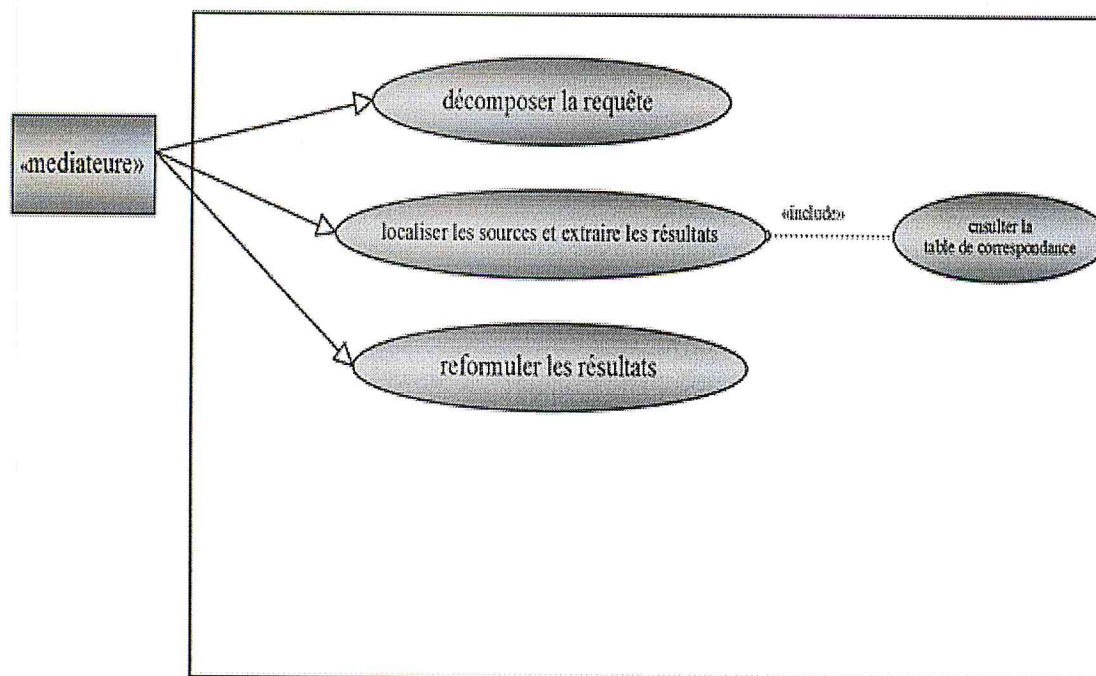 décomposer la requête
«mediateure»
localiser les sources et extraire les résultats
«include»
cnsulter la
table de correspondance
reformuler les résultats